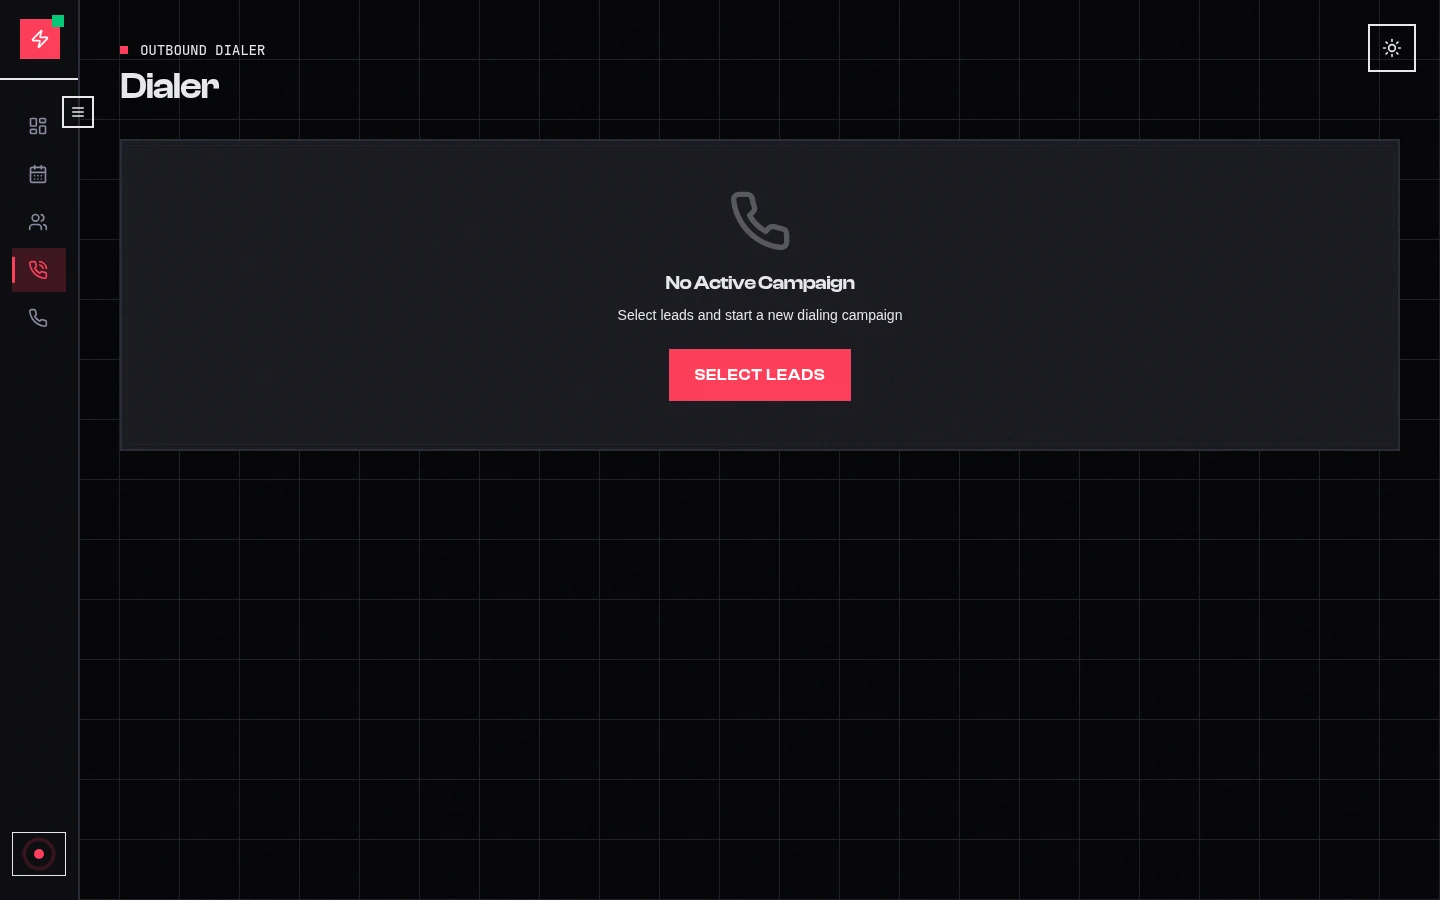 OUTBOUND DIALER
Dialer
No Active Campaign
Select leads and start a new dialing campaign
SELECT LEADS